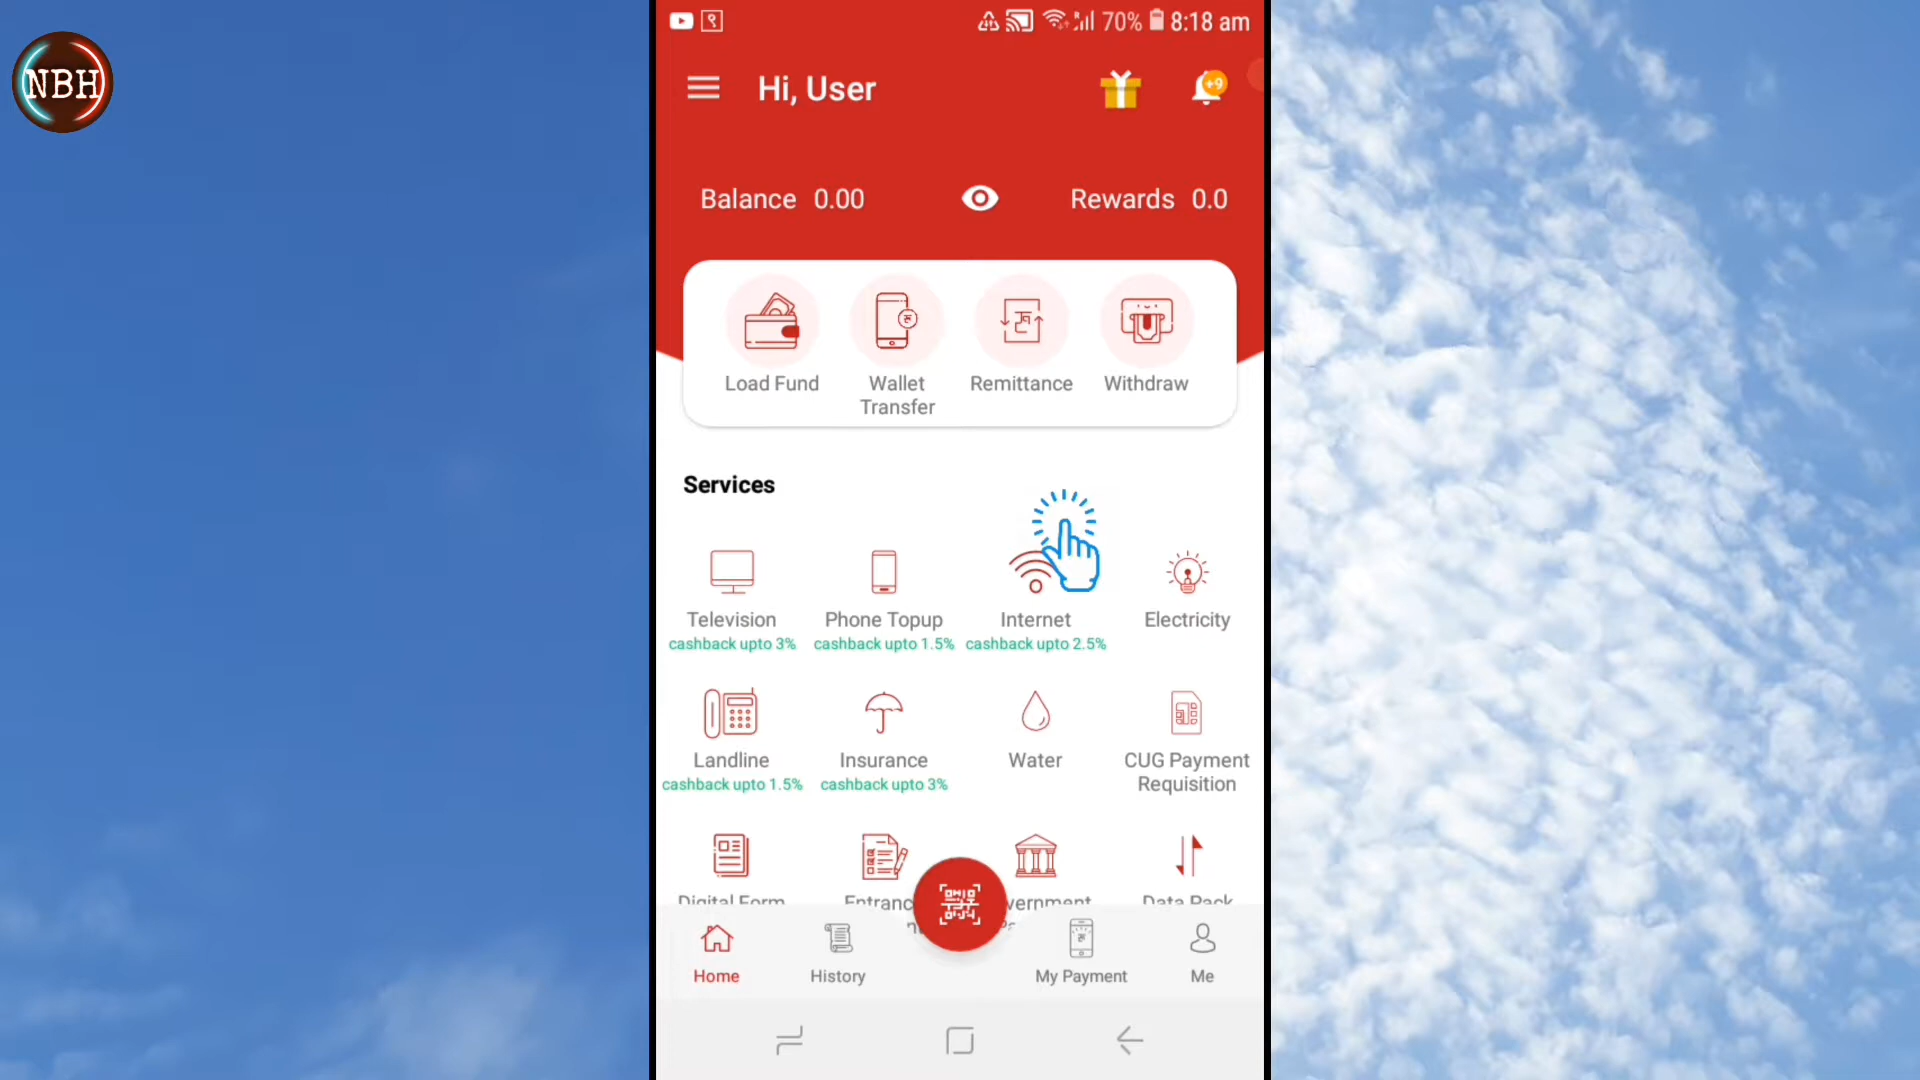 NBH
70% 8:18 am
Hi, User
+9
Balance 0.00
Rewards 0.0
Load Fund
Wallet
Transfer
Remittance
Withdraw
Services
Television
cashback upto 3%
Phone Topup
cashback upto 1.5%
Internet
cashback upto 2.5%
Electricity
Landline
cashback upto 1.5%
Insurance
cashback upto 3%
Water
CUG Payment
Requisition
Digital Form
Entranc
vernment
Data Pack
Home
History
My Payment
Me